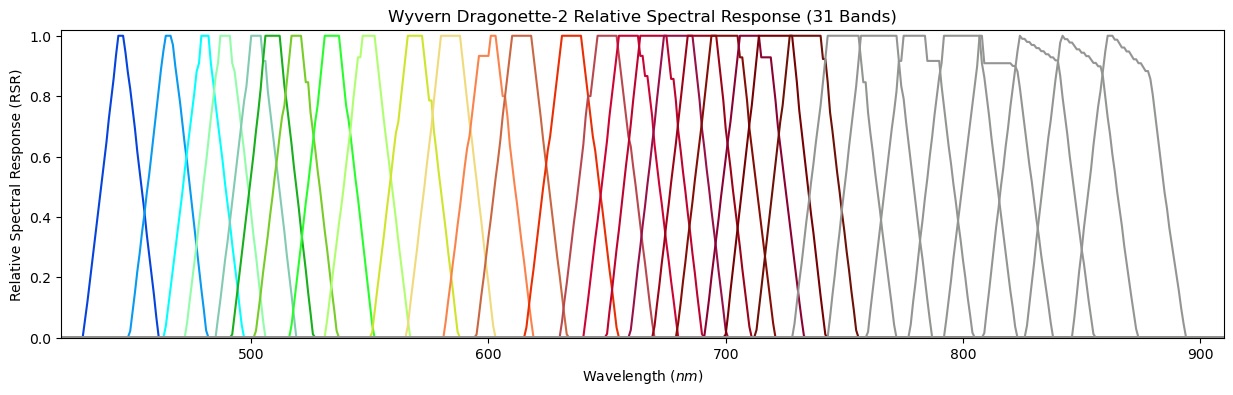 Wyvern Dragonette-2 Relative Spectral Response (31 Bands)
Relative Spectral Response (RSR)
1.0
0.8
0.6
0.4
0.2
0.0
500 600 700 800 900
Wavelength (nm)